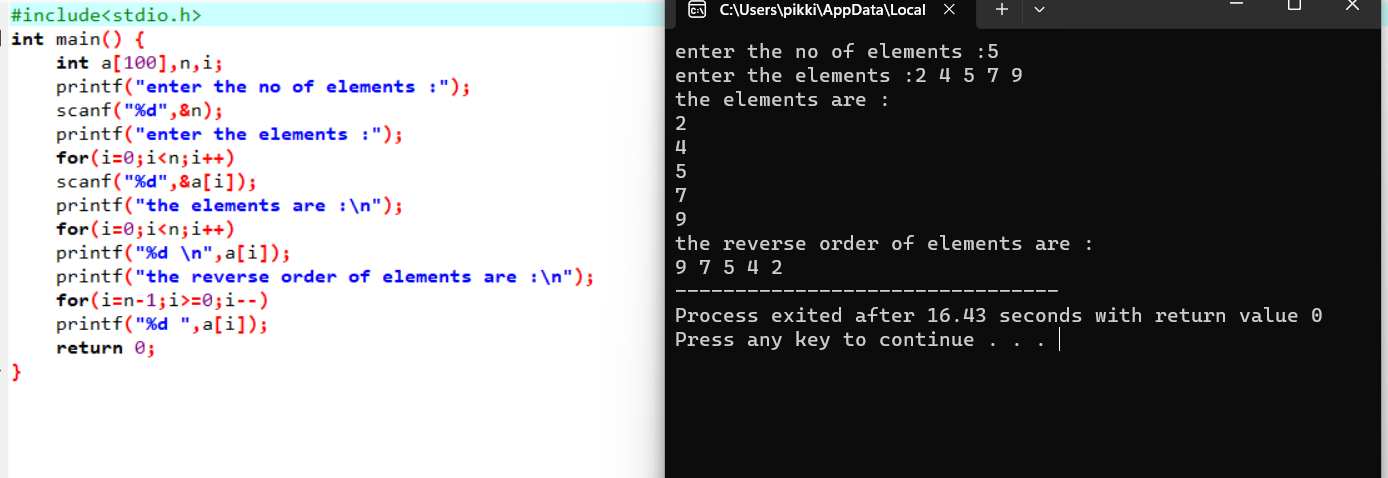 #include<stdio.h>
int main() {
    int a[100],n,i;
    printf("enter the no of elements :");
    scanf("%d",&n);
    printf("enter the elements :");
    for(i=0;i<n;i++)
    scanf("%d",&a[i]);
    printf("the elements are :\n");
    for(i=0;i<n;i++)
    printf("%d \n",a[i]);
    printf("the reverse order of elements are :\n");
    for(i=n-1;i>=0;i--)
    printf("%d ",a[i]);
    return 0;
}
C:\Users\pikki\AppData\Local
enter the no of elements :5
enter the elements :2 4 5 7 9
the elements are :
2
4
5
7
9
the reverse order of elements are :
9 7 5 4 2
--------------------------------
Process exited after 16.43 seconds with return value 0
Press any key to continue . . .